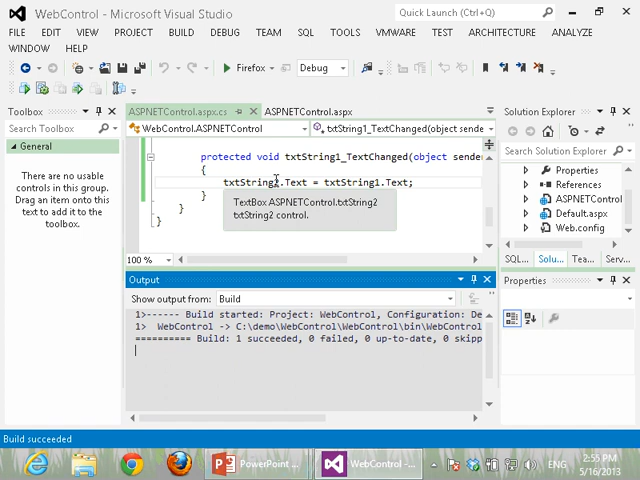 WebControl - Microsoft Visual Studio
Quick Launch (Ctrl+Q)
FILE EDIT VIEW PROJECT BUILD DEBUG TEAM SQL TOOLS VMWARE TEST ARCHITECTURE ANALYZE
WINDOW HELP
Firefox Debug
Toolbox
Search Toolbox
General
There are no usable
controls in this group.
Drag an item onto
this text to add it to
the toolbox.
ASPNETControl.aspx.cs ASPNETControl.aspx
WebControl.ASPNETControl txtString1_TextChanged(object sende
protected void txtString1_TextChanged(object sende
{
txtString2.Text = txtString1.Text;
}
}
}
TextBox ASPNETControl.txtString2
txtString2 control.
100 %
Output
Show output from: Build
1>------ Build started: Project: WebControl, Configuration: De
1> WebControl -> C:\demo\WebControl\WebControl\bin\WebControl
========== Build: 1 succeeded, 0 failed, 0 up-to-date, 0 skipp
Solution Explorer
Search Solution Explorer
Properties
References
ASPNETControl
Default.aspx
Web.config
SQL... Solu... Tea... Serv...
Properties
Build succeeded
PowerPoint ...
WebControl -...
ENG
2:55 PM
5/16/2013